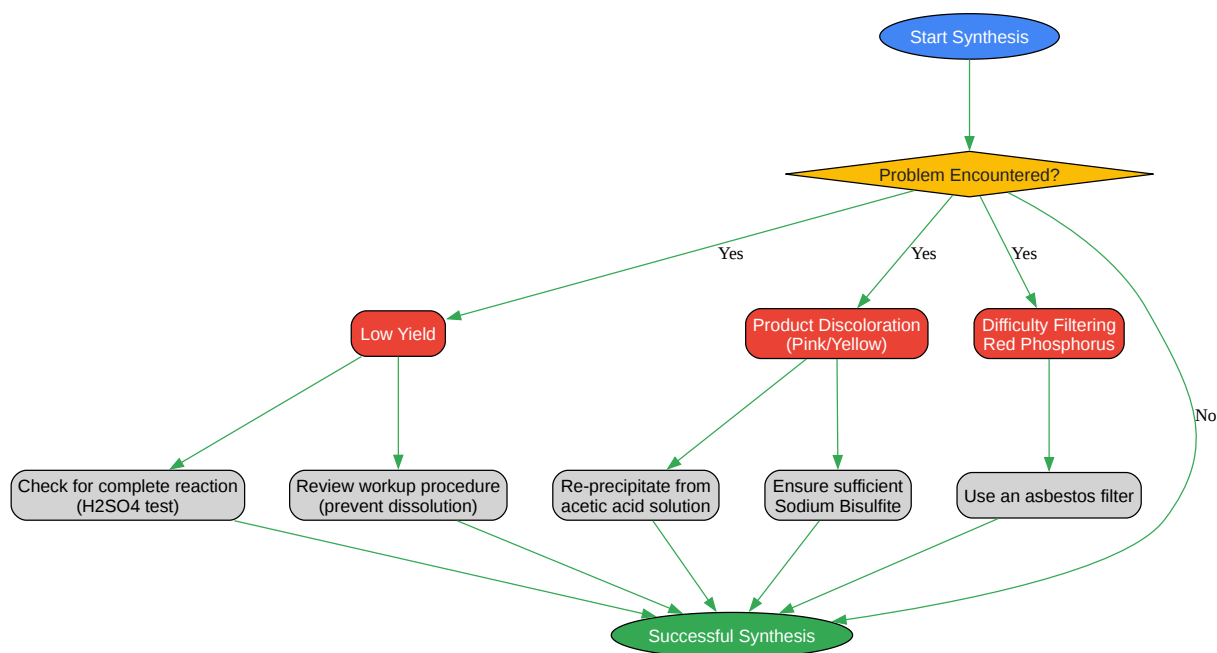 Start Synthesis
Problem Encountered?
Yes
Yes
Yes
Low Yield
Product Discoloration
(Pink/Yellow)
Difficulty Filtering
Red Phosphorus
No
Check for complete reaction
(H2SO4 test)
Review workup procedure
(prevent dissolution)
Re-precipitate from
acetic acid solution
Ensure sufficient
Sodium Bisulfite
Use an asbestos filter
Successful Synthesis